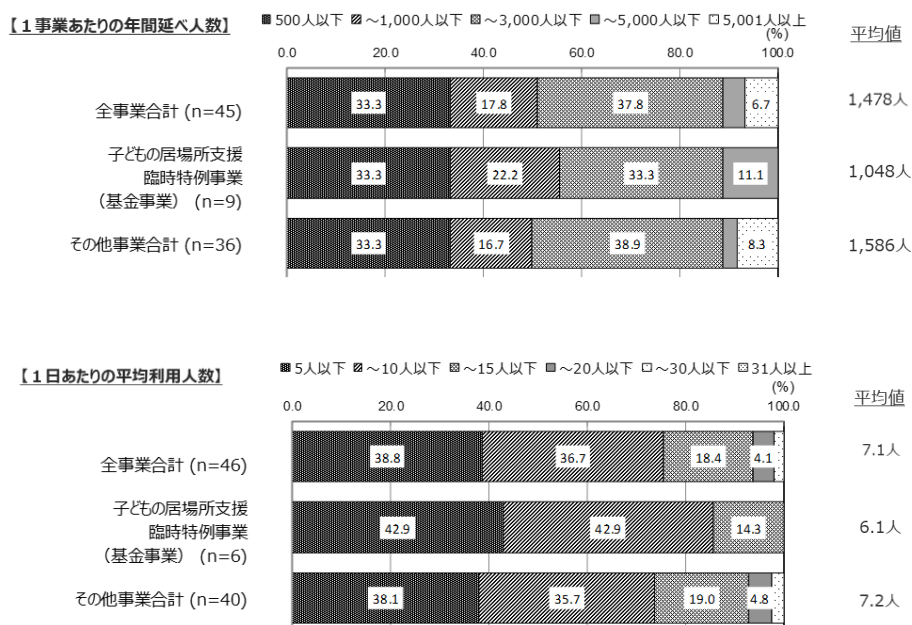 【１事業あたりの年間延べ人数】
500人以下 ～1,000人以下 ～3,000人以下 ～5,000人以下 5,001人以上
(%)
平均値
0.0 20.0 40.0 60.0 80.0 100.0
全事業合計 (n=45) 33.3 17.8 37.8 6.7 1,478人
子どもの居場所支援
臨時特例事業
（基金事業） (n=9) 33.3 22.2 33.3 11.1 1,048人
その他事業合計 (n=36) 33.3 16.7 38.9 8.3 1,586人
【１日あたりの平均利用人数】
5人以下 ～10人以下 ～15人以下 ～20人以下 ～30人以下 31人以上
(%)
平均値
0.0 20.0 40.0 60.0 80.0 100.0
全事業合計 (n=46) 38.8 36.7 18.4 4.1 7.1人
子どもの居場所支援
臨時特例事業
（基金事業） (n=6) 42.9 42.9 14.3 6.1人
その他事業合計 (n=40) 38.1 35.7 19.0 4.8 7.2人